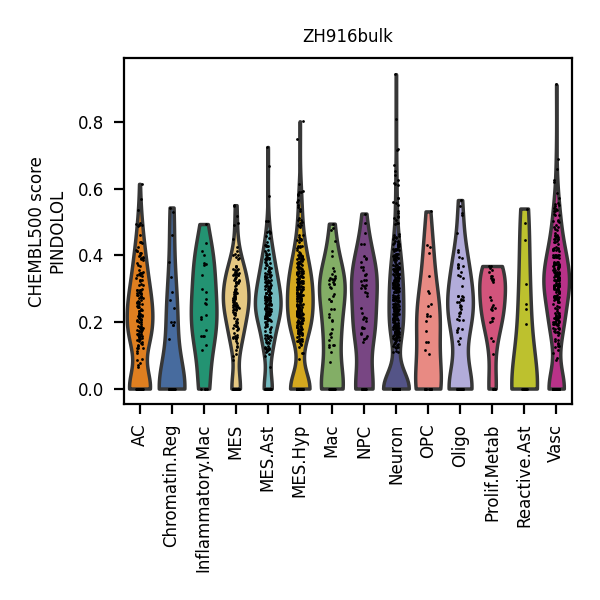 ZH916bulk
CHEMBL500 score
PINDOLOL
0.8
0.6
0.4
0.2
0.0
AC
Chromatin.Reg
Inflammatory.Mac
MES
MES.Ast
MES.Hyp
Mac
NPC
Neuron
OPC
Oligo
Prolif.Metab
Reactive.Ast
Vasc